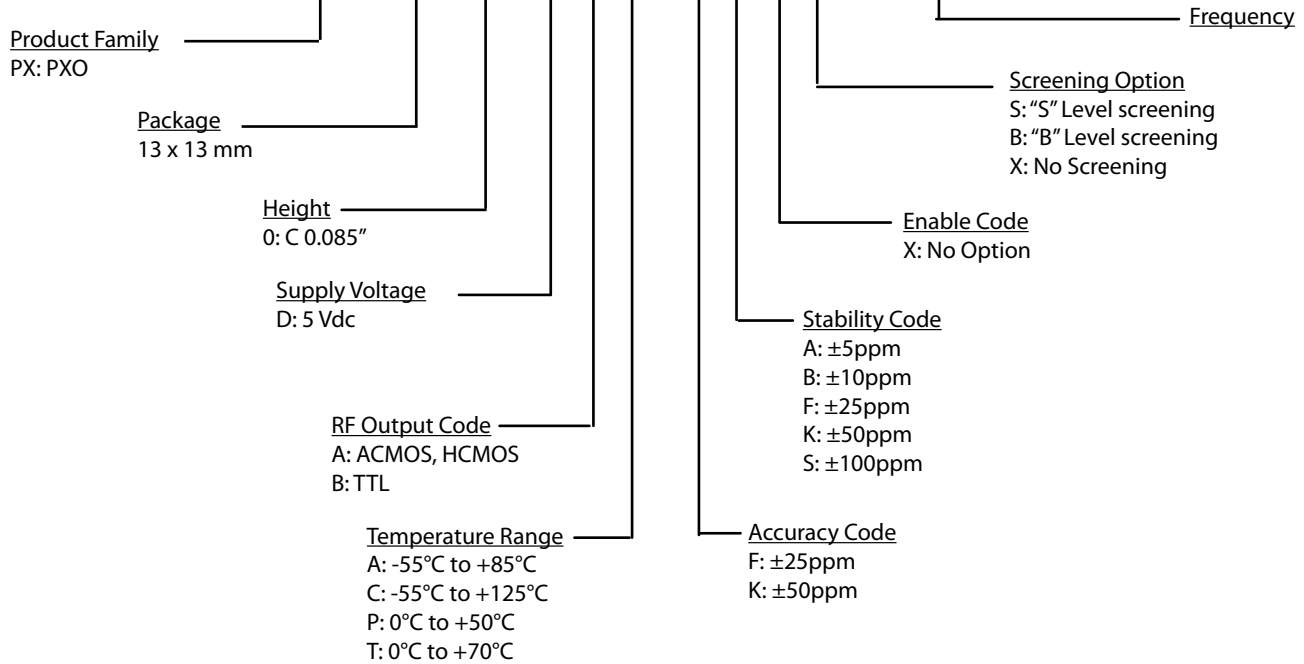 Frequency
Product Family
PX: PXO
Screening Option
S: “S” Level screening
B: “B” Level screening
X: No Screening
Package
13 x 13 mm
Height
0: C 0.085”
Enable Code
X: No Option
Supply Voltage
D: 5 Vdc
Stability Code
A: ±5ppm
B: ±10ppm
F: ±25ppm
K: ±50ppm
S: ±100ppm
RF Output Code
A: ACMOS, HCMOS
B: TTL
Temperature Range
A: -55°C to +85°C
C: -55°C to +125°C
P: 0°C to +50°C
T: 0°C to +70°C
Accuracy Code
F: ±25ppm
K: ±50ppm